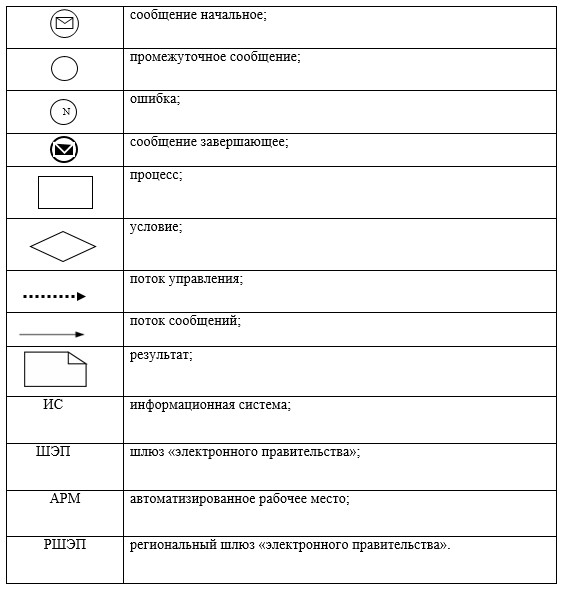 сообщение начальное;
промежуточное сообщение;
N ошибка;
сообщение завершающее;
процесс;
условие;
поток управления;
поток сообщений;
результат;
ИС информационная система;
ШЭП шлюз «электронного правительства»;
АРМ автоматизированное рабочее место;
РШЭП региональный шлюз «электронного правительства».